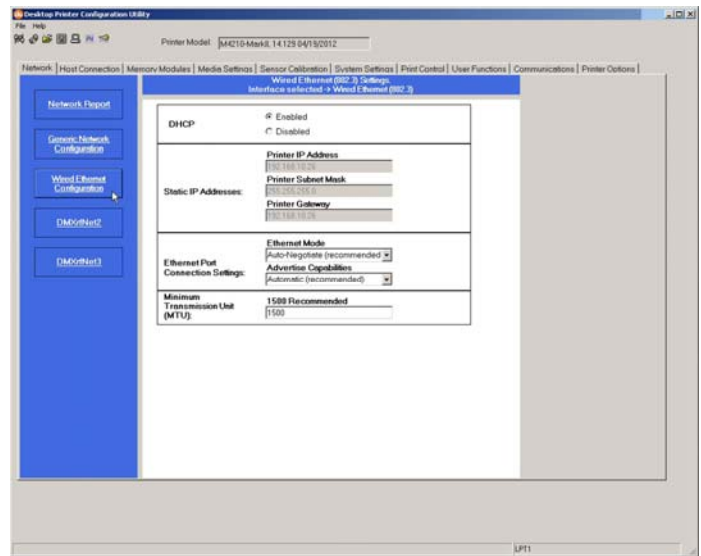 Desktop Printer Configuration Utility
File Help
Printer Model: M4210-MarkII, 14.129 04/19/2012
Network Host Connection Memory Modules Media Settings Sensor Calibration System Settings Print Control User Functions Communications Printer Options
Wired Ethernet (802.3) Settings
Interface selected -> Wired Ethernet (802.3)
Network Report
Generic Network
Configuration
Wired Ethernet
Configuration
DMXrfNet2
DMXrfNet3
DHCP
Enabled
Disabled
Static IP Addresses:
Printer IP Address
192.168.10.26
Printer Subnet Mask
255.255.255.0
Printer Gateway
192.168.10.26
Ethernet Port
Connection Settings:
Ethernet Mode
Auto-Negotiate (recommended
Advertise Capabilities
Automatic (recommended)
Minimum
Transmission Unit
(MTU):
1500 Recommended
1500
LPT1